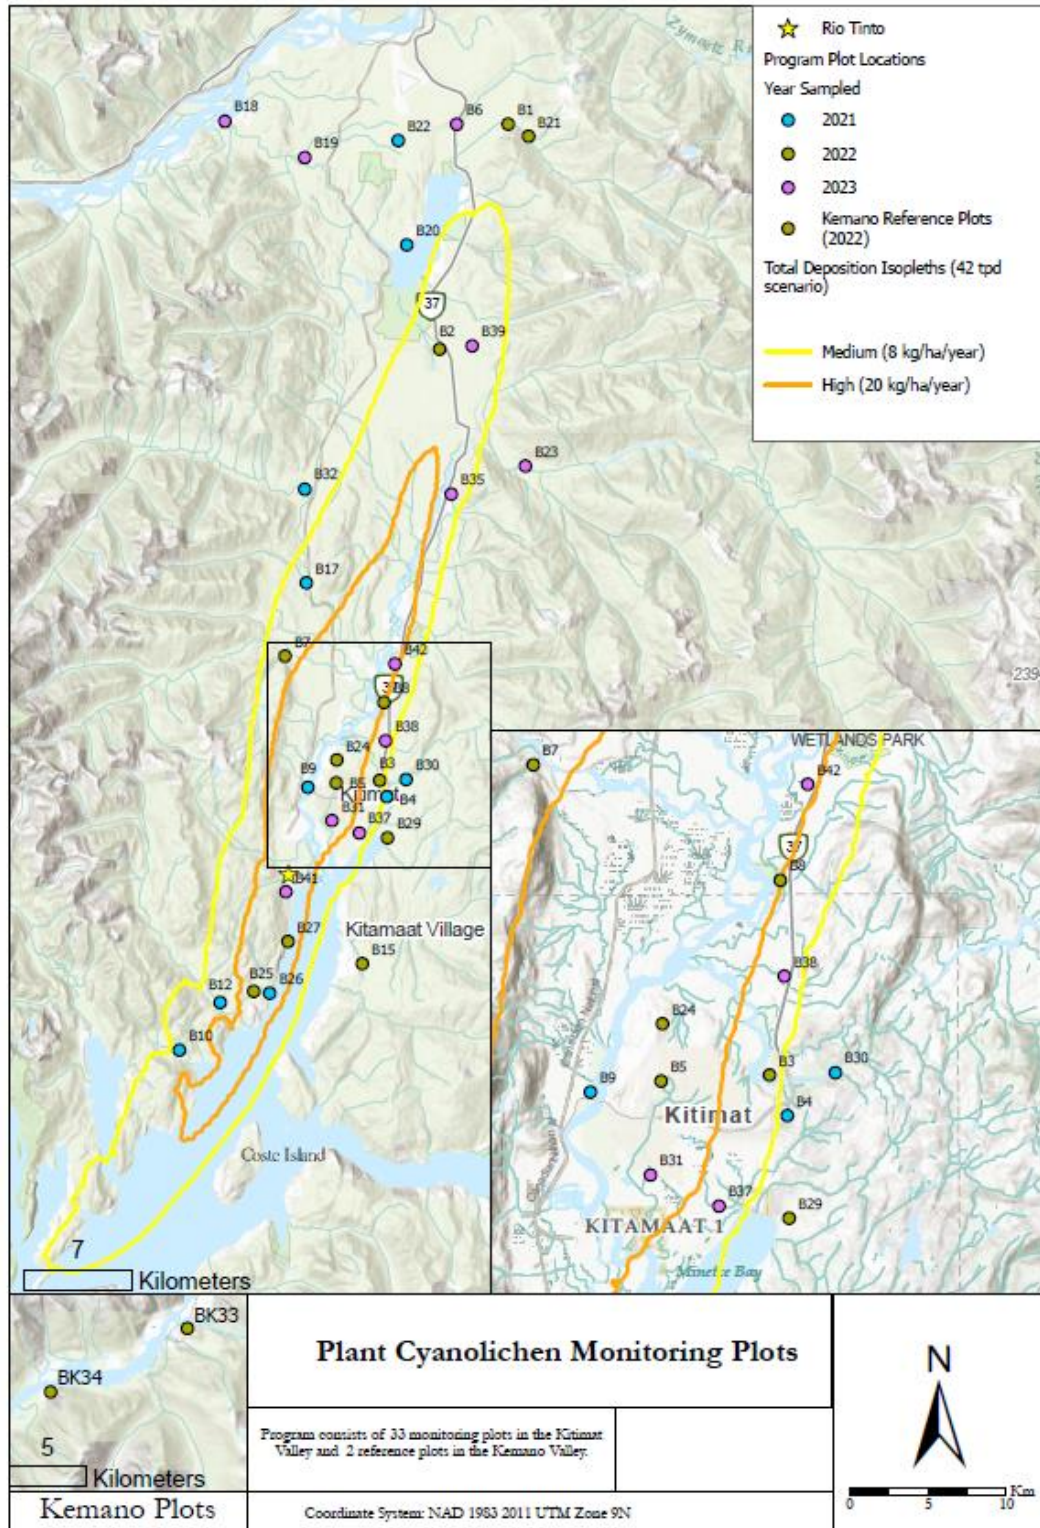 Zymoetz Ri
Rio Tinto
Program Plot Locations
Year Sampled
2021
2022
2023
Kemano Reference Plots
(2022)
Total Deposition Isopleths (42 tpd
scenario)
Medium (8 kg/ha/year)
High (20 kg/ha/year)
B18
B6
B1
B19
B22
B21
B20
37
B2
B39
B23
B32
B35
B17
B7
B42
37
B8
B38
B24
B9
B3
B30
B5
Kitimat
B4
B31
B37
B29
B41
B27
Kitamaat Village
B15
B25
B26
B12
B10
Coste Island
239
7
Kilometers
WETLANDS PARK
B7
B42
37
B8
B38
B24
B5
B3
B30
B9
B4
Kitimat
B31
B37
B29
KITAMAAT 1
Minette Bay
BK33
BK34
5
Kilometers
Kemano Plots
Plant Cyanolichen Monitoring Plots
Program consists of 33 monitoring plots in the Kitimat
Valley and 2 reference plots in the Kemano Valley.
Coordinate System: NAD 1983 2011 UTM Zone 9N
N
Km
0 5 10